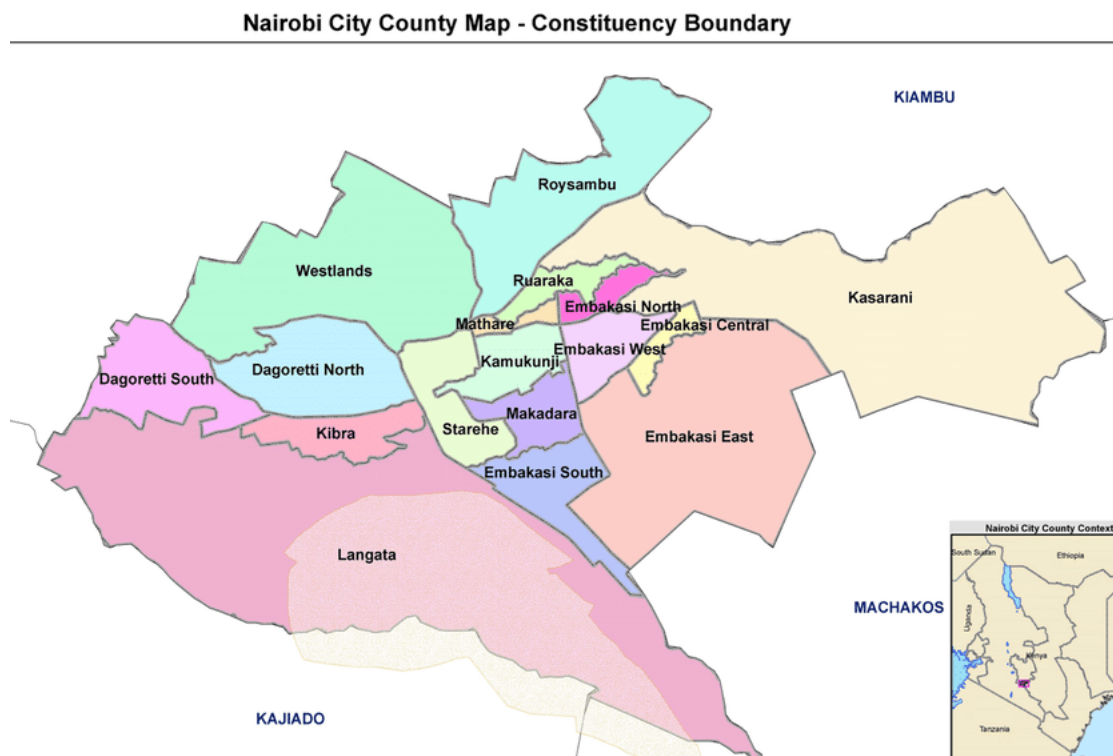 Nairobi City County Map - Constituency Boundary
KIAMBU
Roysambu
Westlands
Ruaraka
Kasarani
Embakasi North
Mathare
Embakasi Central
Kamukunji
Embakasi West
Dagoretti North
Dagoretti South
Makadara
Kibra
Starehe
Embakasi East
Embakasi South
Langata
MACHAKOS
KAJIADO
Nairobi City County Context
South Sudan
Ethiopia
Uganda
Kenya
Tanzania